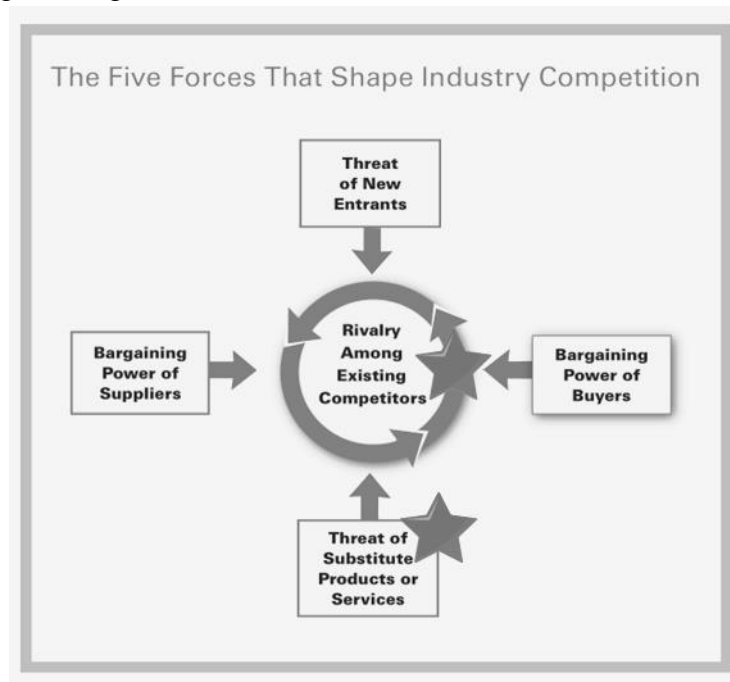 The Five Forces That Shape Industry Competition
Threat
of New
Entrants
Bargaining
Power of
Suppliers
Rivalry
Among
Existing
Competitors
Bargaining
Power of
Buyers
Threat of
Substitute
Products or
Services